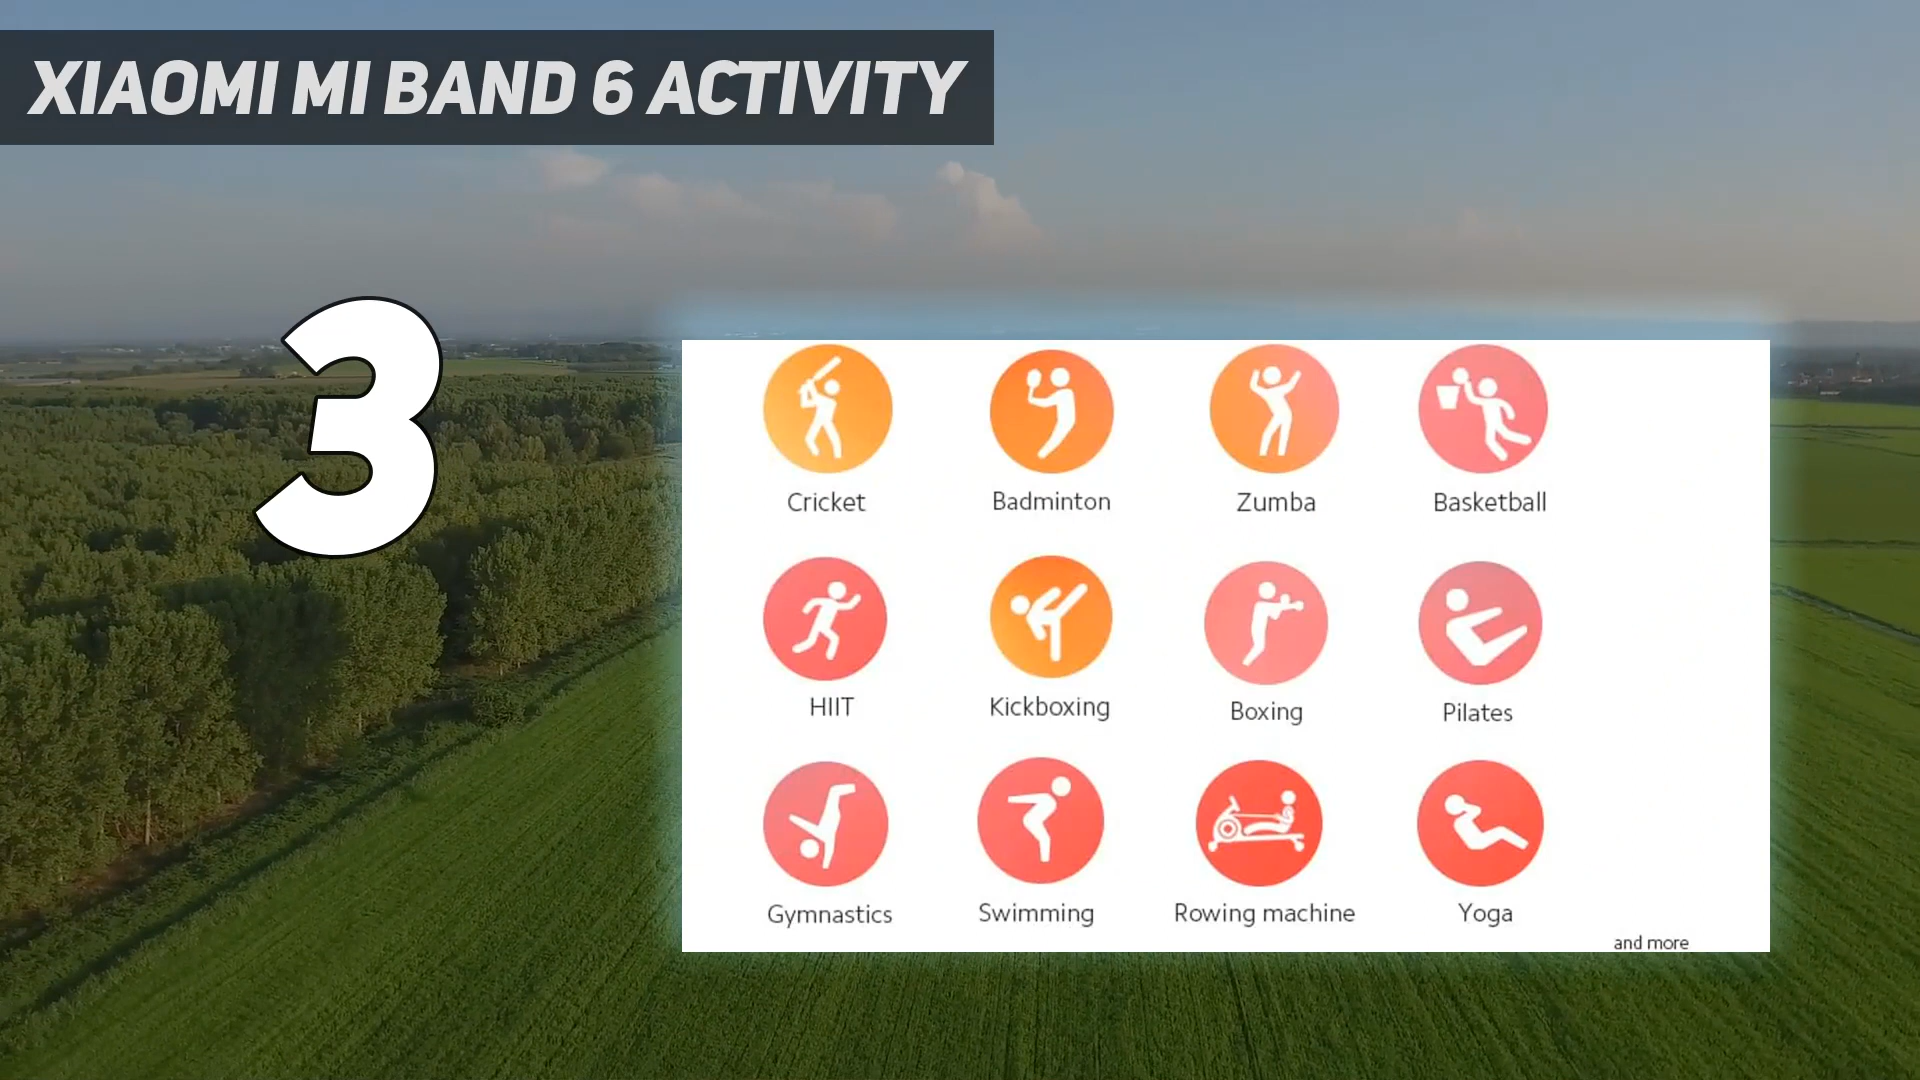 XIAOMI MI BAND 6 ACTIVITY
3
Cricket
Badminton
Zumba
Basketball
HIIT
Kickboxing
Boxing
Pilates
Gymnastics
Swimming
Rowing machine
Yoga
and more